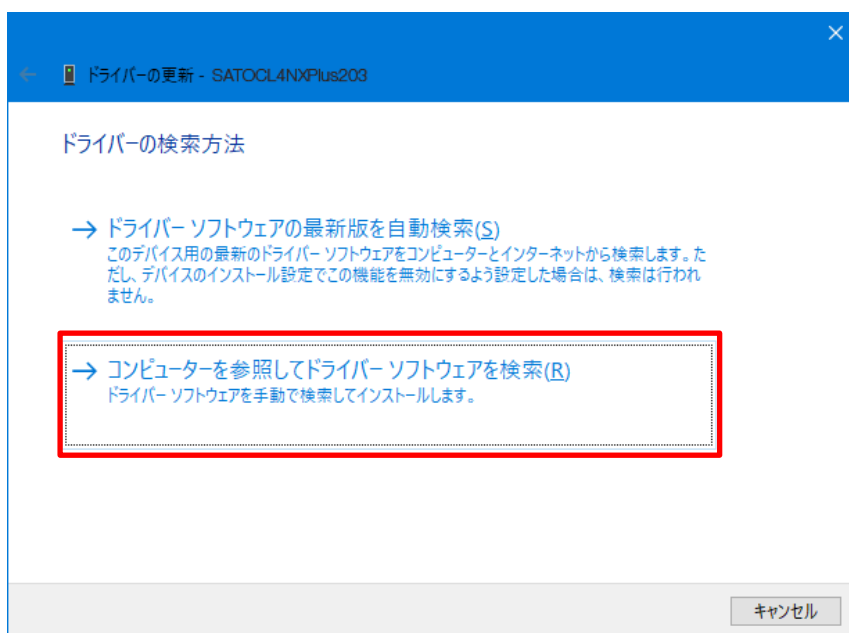 ドライバーの更新 - SATOCL4NXPlus203
ドライバーの検索方法
→ ドライバー ソフトウェアの最新版を自動検索(S)
このデバイス用の最新のドライバー ソフトウェアをコンピューターとインターネットから検索します。た
だし、デバイスのインストール設定でこの機能を無効にするよう設定した場合は、検索は行われ
ません。
→ コンピューターを参照してドライバー ソフトウェアを検索(R)
ドライバー ソフトウェアを手動で検索してインストールします。
キャンセル